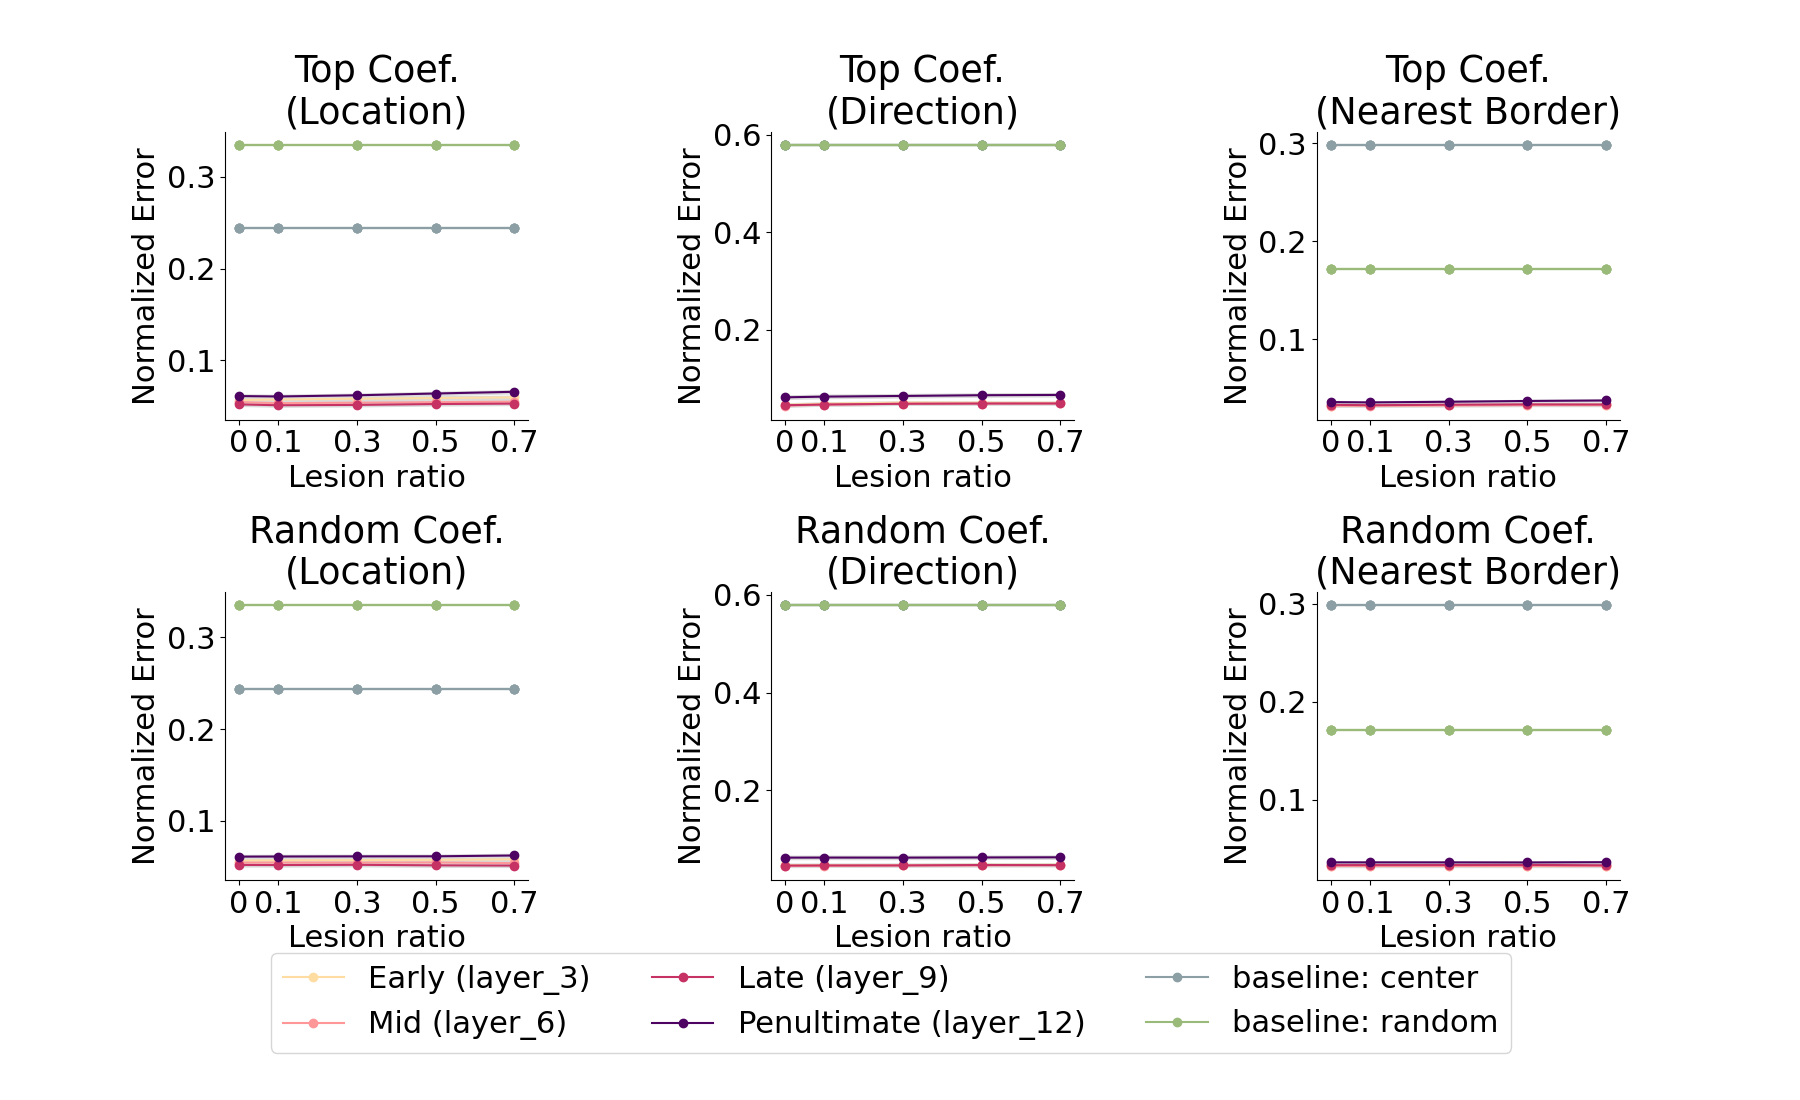 Top Coef.
(Location)
Top Coef.
(Direction)
Top Coef.
(Nearest Border)
Normalized Error
0.3
0.2
0.1
0 0.1 0.3 0.5 0.7
Lesion ratio
Normalized Error
0.6
0.4
0.2
0 0.1 0.3 0.5 0.7
Lesion ratio
Normalized Error
0.3
0.2
0.1
0 0.1 0.3 0.5 0.7
Lesion ratio
Random Coef.
(Location)
Random Coef.
(Direction)
Random Coef.
(Nearest Border)
Normalized Error
0.3
0.2
0.1
0 0.1 0.3 0.5 0.7
Lesion ratio
Normalized Error
0.6
0.4
0.2
0 0.1 0.3 0.5 0.7
Lesion ratio
Normalized Error
0.3
0.2
0.1
0 0.1 0.3 0.5 0.7
Lesion ratio
Early (layer_3)
Mid (layer_6)
Late (layer_9)
Penultimate (layer_12)
baseline: center
baseline: random